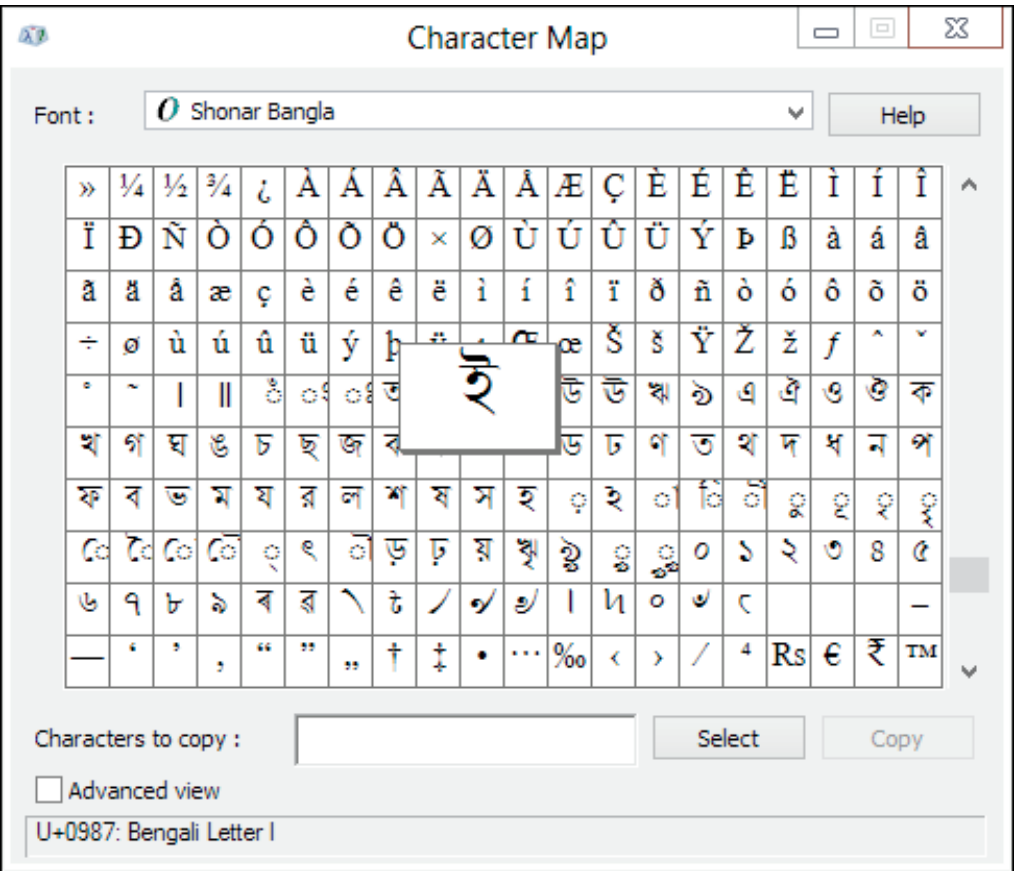 Character Map
Font : O Shonar Bangla Help
» ¼ ½ ¾ ¿ À Á Â Ã Ä Å Æ Ç È É Ê Ë Ì Í Î
Ï Ð Ñ Ò Ó Ô Õ Ö × Ø Ù Ú Û Ü Ý Þ ß à á â
ã ä å æ ç è é ê ë ì í î ï ð ñ ò ó ô õ ö
÷ ø ù ú û ü ý þ œ Š š Ÿ Ž ž ƒ ˆ ˇ
˚ ˜ । ॥ ঁ ং ঃ ই উ ঊ ঋ ঌ এ ঐ ও ঔ ক
খ গ ঘ ঙ চ ছ জ ড ঢ ণ ত থ দ ধ ন প
ফ ব ভ ম য র ল শ ষ স হ ় ঽ া ি ী ু ূ ৃ ৄ
ে ৈ ো ৌ ্ ৎ ৗ ড় ঢ় য় ৠ ৡ ৢ ৣ ০ ১ ২ ৩ ৪ ৫
৬ ৭ ৮ ৯ ৰ ৱ ৲ ৳ ৴ ৵ ৶ ৷ ৸ ৹ ৺ –
— ‘ ’ ‚ “ ” „ † ‡ • … ‰ ‹ › ⁄ ⁴ ₨ € ₹ ™
Characters to copy : Select Copy
Advanced view
U+0987: Bengali Letter I